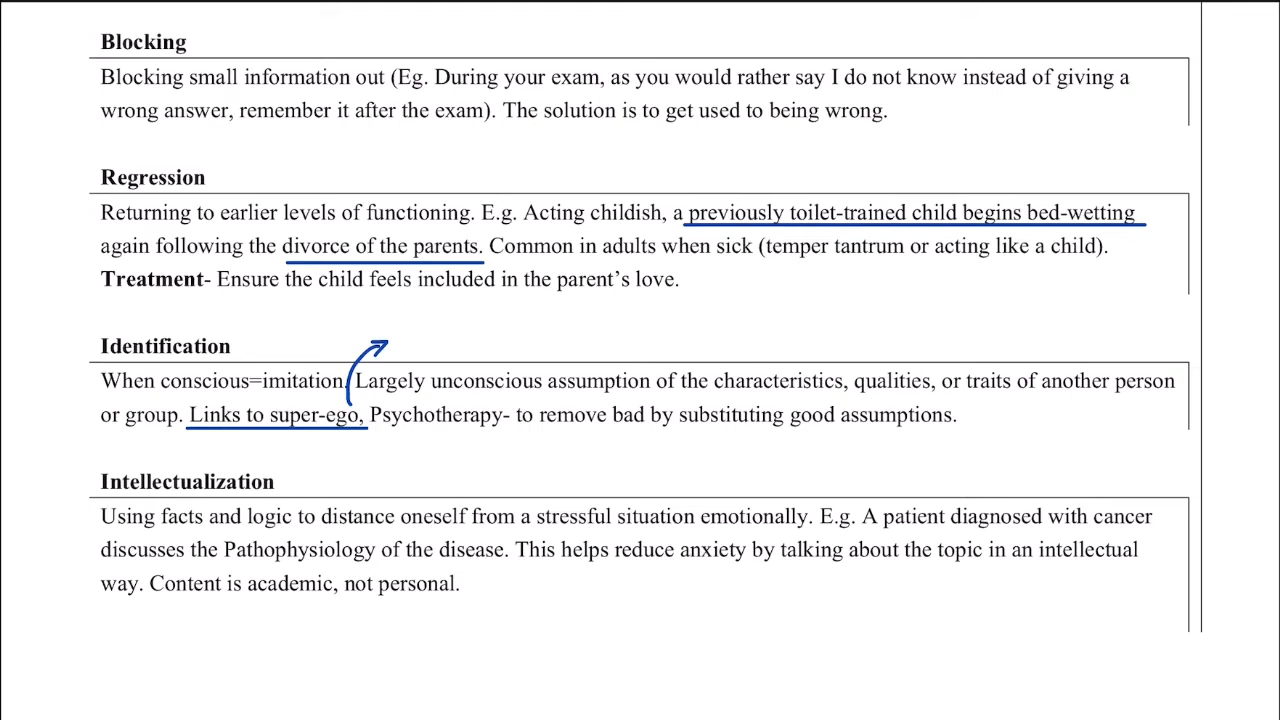 Blocking
Blocking small information out (Eg. During your exam, as you would rather say I do not know instead of giving a
wrong answer, remember it after the exam). The solution is to get used to being wrong.
Regression
Returning to earlier levels of functioning. E.g. Acting childish, a previously toilet-trained child begins bed-wetting
again following the divorce of the parents. Common in adults when sick (temper tantrum or acting like a child).
Treatment- Ensure the child feels included in the parent’s love.
Identification
When conscious=imitation. Largely unconscious assumption of the characteristics, qualities, or traits of another person
or group. Links to super-ego, Psychotherapy- to remove bad by substituting good assumptions.
Intellectualization
Using facts and logic to distance oneself from a stressful situation emotionally. E.g. A patient diagnosed with cancer
discusses the Pathophysiology of the disease. This helps reduce anxiety by talking about the topic in an intellectual
way. Content is academic, not personal.